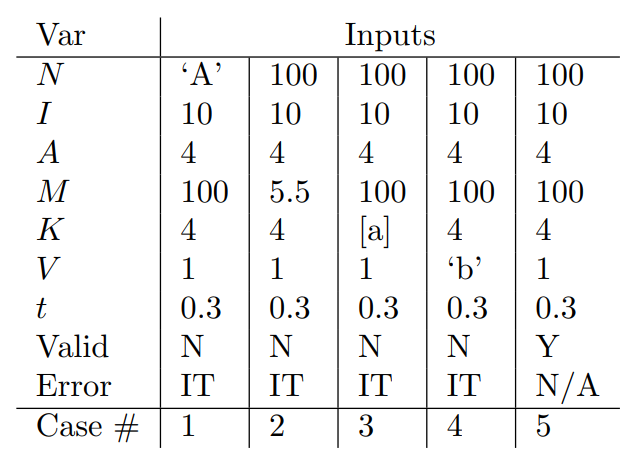 Var Inputs
N ‘A’ 100 100 100 100
I 10 10 10 10 10
A 4 4 4 4 4
M 100 5.5 100 100 100
K 4 4 [a] 4 4
V 1 1 1 ‘b’ 1
t 0.3 0.3 0.3 0.3 0.3
Valid N N N N Y
Error IT IT IT IT N/A
Case # 1 2 3 4 5